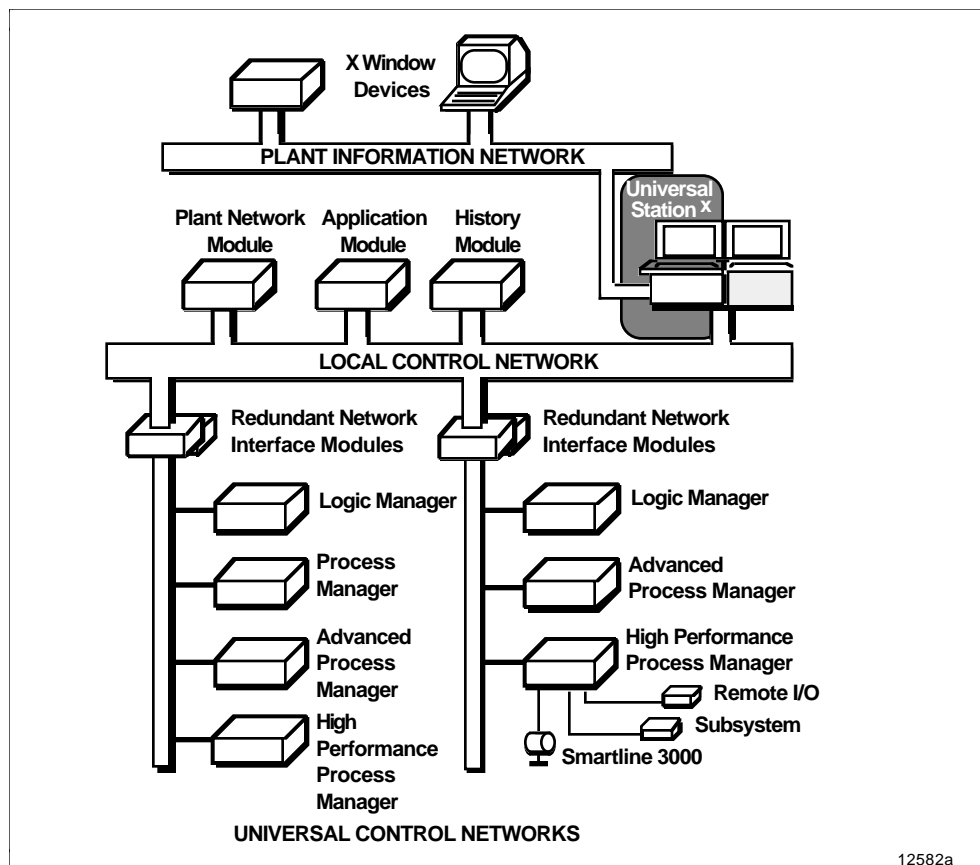 X Window
Devices
PLANT INFORMATION NETWORK
Universal
Station X
Plant Network
Module
Application
Module
History
Module
LOCAL CONTROL NETWORK
Redundant Network
Interface Modules
Redundant Network
Interface Modules
Logic Manager
Logic Manager
Process
Manager
Advanced
Process Manager
Advanced
Process
Manager
High Performance
Process Manager
Remote I/O
Subsystem
Smartline 3000
High
Performance
Process
Manager
UNIVERSAL CONTROL NETWORKS
12582a